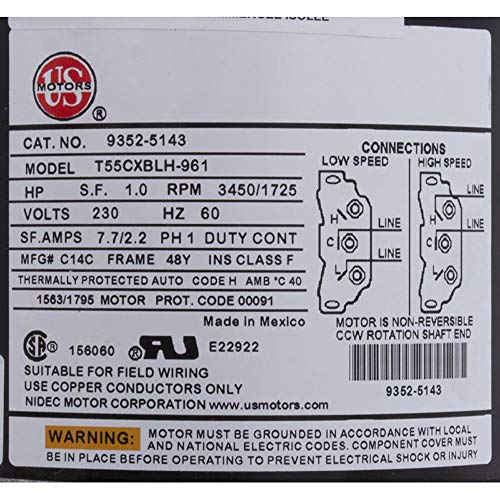 US
MOTORS
®
CAT. NO. 9352-5143
MODEL T55CXBLH-961
HP S.F. 1.0 RPM 3450/1725
VOLTS 230 HZ 60
SF.AMPS 7.7/2.2 PH 1 DUTY CONT
MFG# C14C FRAME 48Y INS CLASS F
THERMALLY PROTECTED AUTO CODE H AMB °C 40
1563/1795 MOTOR PROT. CODE 00091
Made in Mexico
CONNECTIONS
LOW SPEED HIGH SPEED
H LINE H LINE
C C
L LINE L LINE
MOTOR IS NON-REVERSIBLE
CCW ROTATION SHAFT END
9352-5143
SA ® 156060 RU ® E22922
SUITABLE FOR FIELD WIRING
USE COPPER CONDUCTORS ONLY
NIDEC MOTOR CORPORATION www.usmotors.com
WARNING: MOTOR MUST BE GROUNDED IN ACCORDANCE WITH LOCAL
AND NATIONAL ELECTRIC CODES. COMPONENT COVER MUST
BE IN PLACE BEFORE OPERATING TO PREVENT ELECTRICAL SHOCK OR INJURY